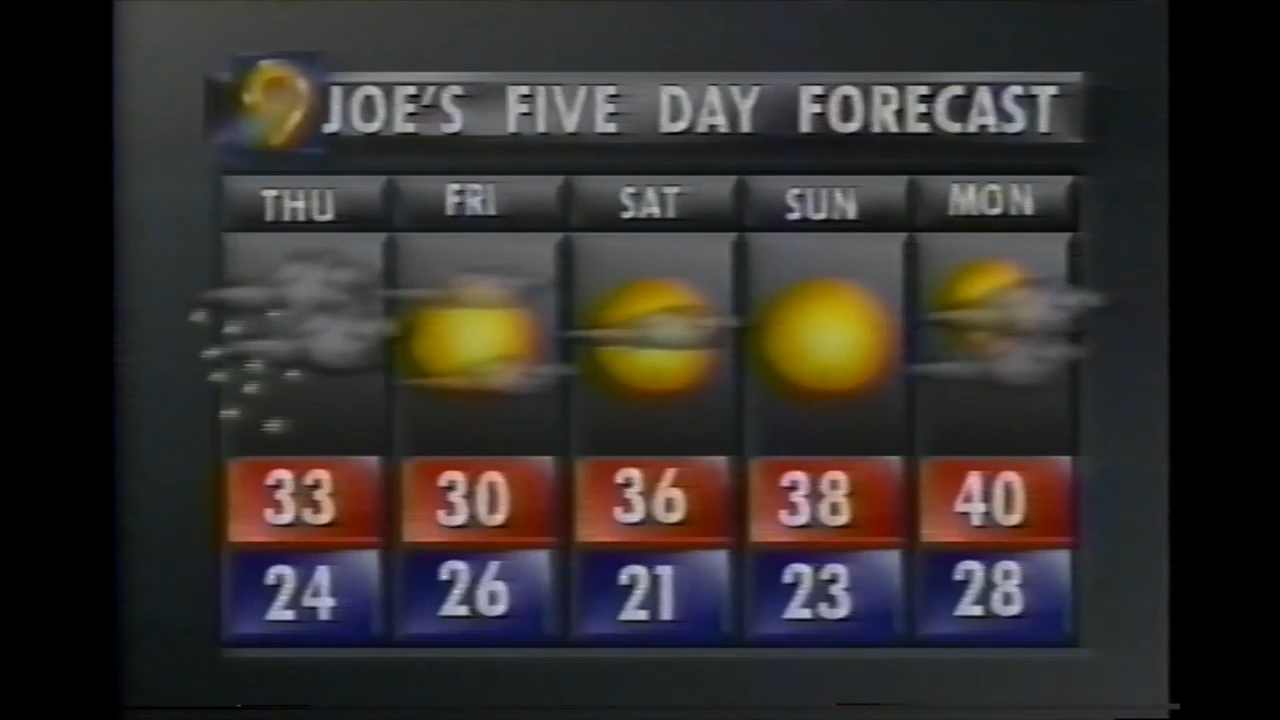 9 JOE'S FIVE DAY FORECAST
THU FRI SAT SUN MON
33 30 36 38 40
24 26 21 23 28